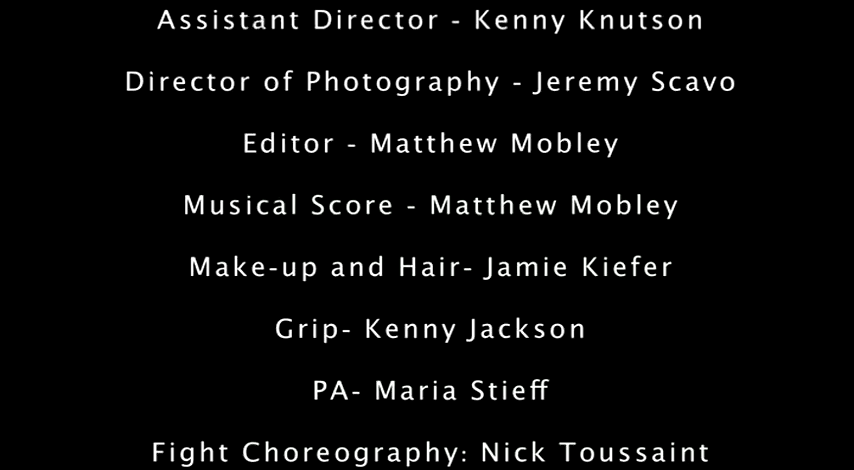 Assistant Director - Kenny Knutson
Director of Photography - Jeremy Scavo
Editor - Matthew Mobley
Musical Score - Matthew Mobley
Make-up and Hair- Jamie Kiefer
Grip- Kenny Jackson
PA- Maria Stieff
Fight Choreography: Nick Toussaint